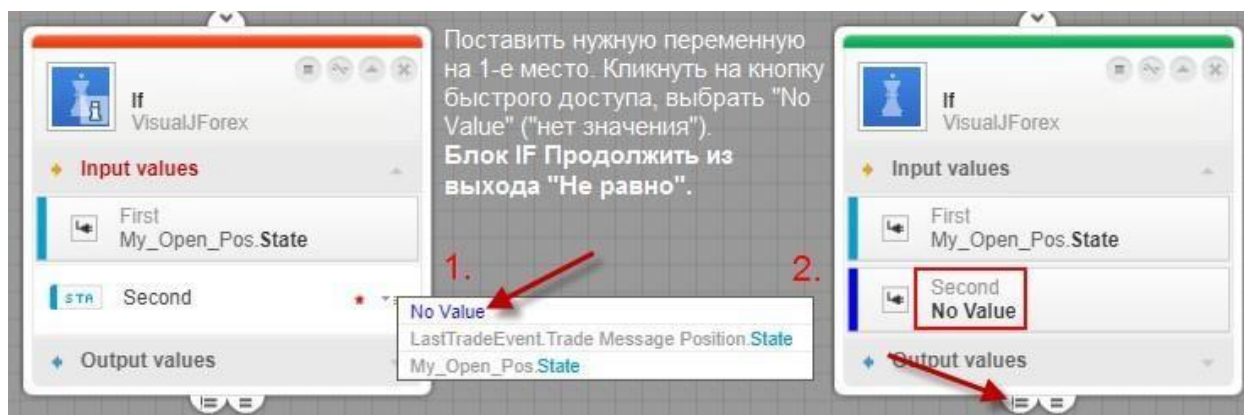 If
VisualJForex
Input values
First
My_Open_Pos.State
STA Second
Output values
Поставить нужную переменную
на 1-е место. Кликнуть на кнопку
быстрого доступа, выбрать "No
Value" ("нет значения").
Блок IF Продолжить из
выхода "Не равно".
1.
2.
No Value
LastTradeEvent.Trade Message Position.State
My_Open_Pos.State
If
VisualJForex
Input values
First
My_Open_Pos.State
Second
No Value
Output values